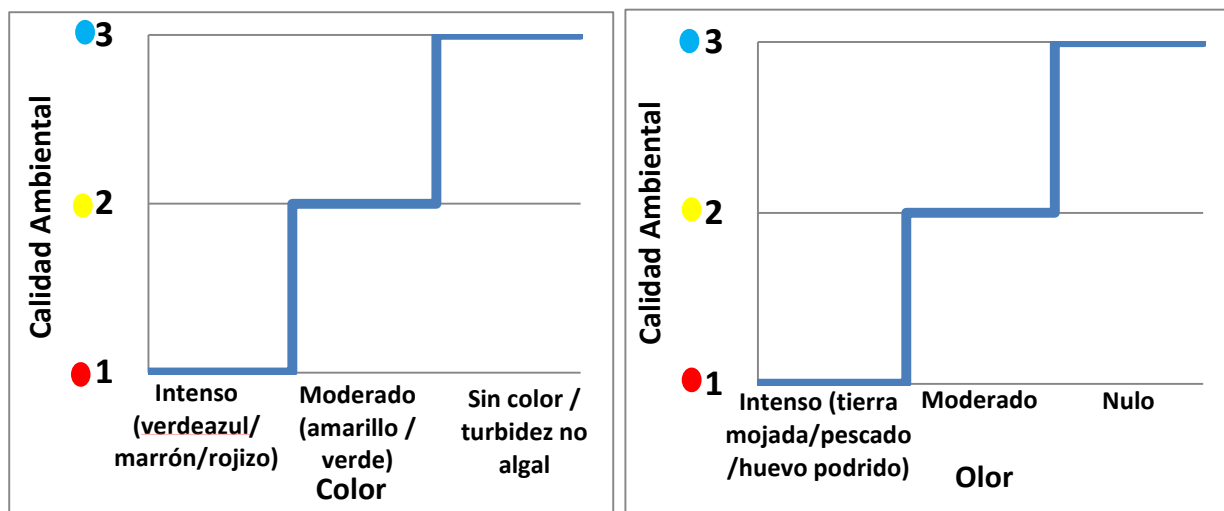 3
2
1
Calidad Ambiental
Intenso
(verdeazul/
marrón/rojizo)
Moderado
(amarillo /
verde)
Sin color /
turbidez no
algal
Color
3
2
1
Calidad Ambiental
Intenso (tierra
mojada/pescado
/huevo podrido)
Moderado
Nulo
Olor